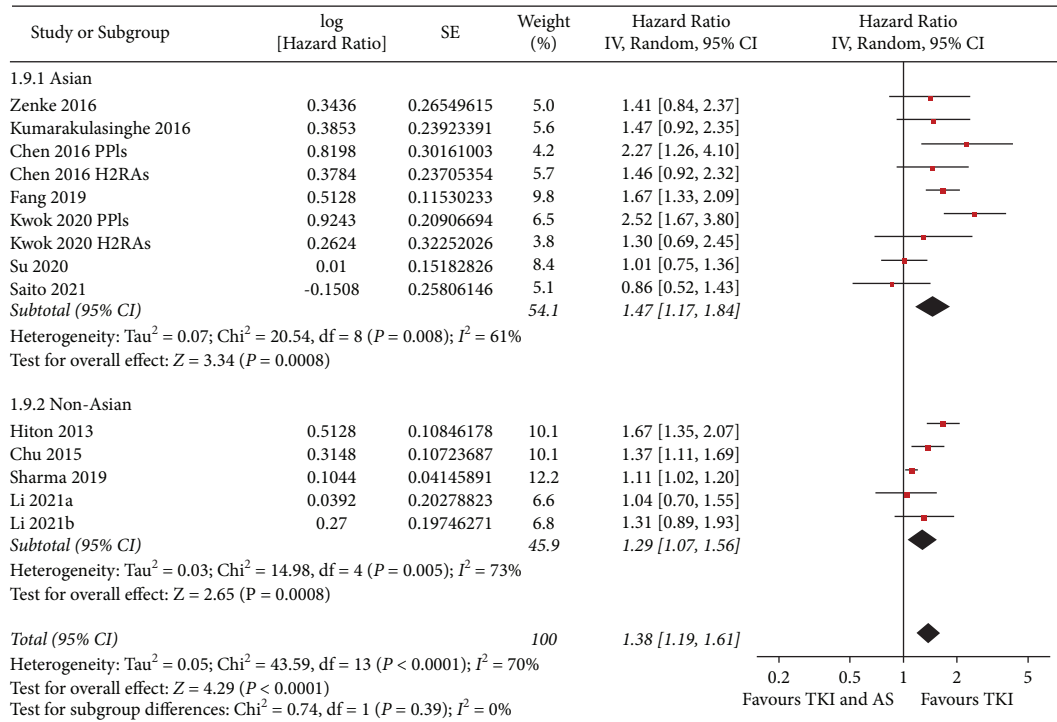 Study or Subgroup log [Hazard Ratio] SE Weight (%) Hazard Ratio IV, Random, 95% CI Hazard Ratio IV, Random, 95% CI
1.9.1 Asian
Zenke 2016 0.3436 0.26549615 5.0 1.41 [0.84, 2.37]
Kumarakulasinghe 2016 0.3853 0.23923391 5.6 1.47 [0.92, 2.35]
Chen 2016 PPls 0.8198 0.30161003 4.2 2.27 [1.26, 4.10]
Chen 2016 H2RAs 0.3784 0.23705354 5.7 1.46 [0.92, 2.32]
Fang 2019 0.5128 0.11530233 9.8 1.67 [1.33, 2.09]
Kwok 2020 PPls 0.9243 0.20906694 6.5 2.52 [1.67, 3.80]
Kwok 2020 H2RAs 0.2624 0.32252026 3.8 1.30 [0.69, 2.45]
Su 2020 0.01 0.15182826 8.4 1.01 [0.75, 1.36]
Saito 2021 -0.1508 0.25806146 5.1 0.86 [0.52, 1.43]
Subtotal (95% CI) 54.1 1.47 [1.17, 1.84]
Heterogeneity: Tau² = 0.07; Chi² = 20.54, df = 8 (P = 0.008); I² = 61%
Test for overall effect: Z = 3.34 (P = 0.0008)
1.9.2 Non-Asian
Hiton 2013 0.5128 0.10846178 10.1 1.67 [1.35, 2.07]
Chu 2015 0.3148 0.10723687 10.1 1.37 [1.11, 1.69]
Sharma 2019 0.1044 0.04145891 12.2 1.11 [1.02, 1.20]
Li 2021a 0.0392 0.20278823 6.6 1.04 [0.70, 1.55]
Li 2021b 0.27 0.19746271 6.8 1.31 [0.89, 1.93]
Subtotal (95% CI) 45.9 1.29 [1.07, 1.56]
Heterogeneity: Tau² = 0.03; Chi² = 14.98, df = 4 (P = 0.005); I² = 73%
Test for overall effect: Z = 2.65 (P = 0.0008)
Total (95% CI) 100 1.38 [1.19, 1.61]
Heterogeneity: Tau² = 0.05; Chi² = 43.59, df = 13 (P < 0.0001); I² = 70%
Test for overall effect: Z = 4.29 (P < 0.0001)
Test for subgroup differences: Chi² = 0.74, df = 1 (P = 0.39); I² = 0%
0.2 0.5 1 2 5
Favours TKI and AS Favours TKI